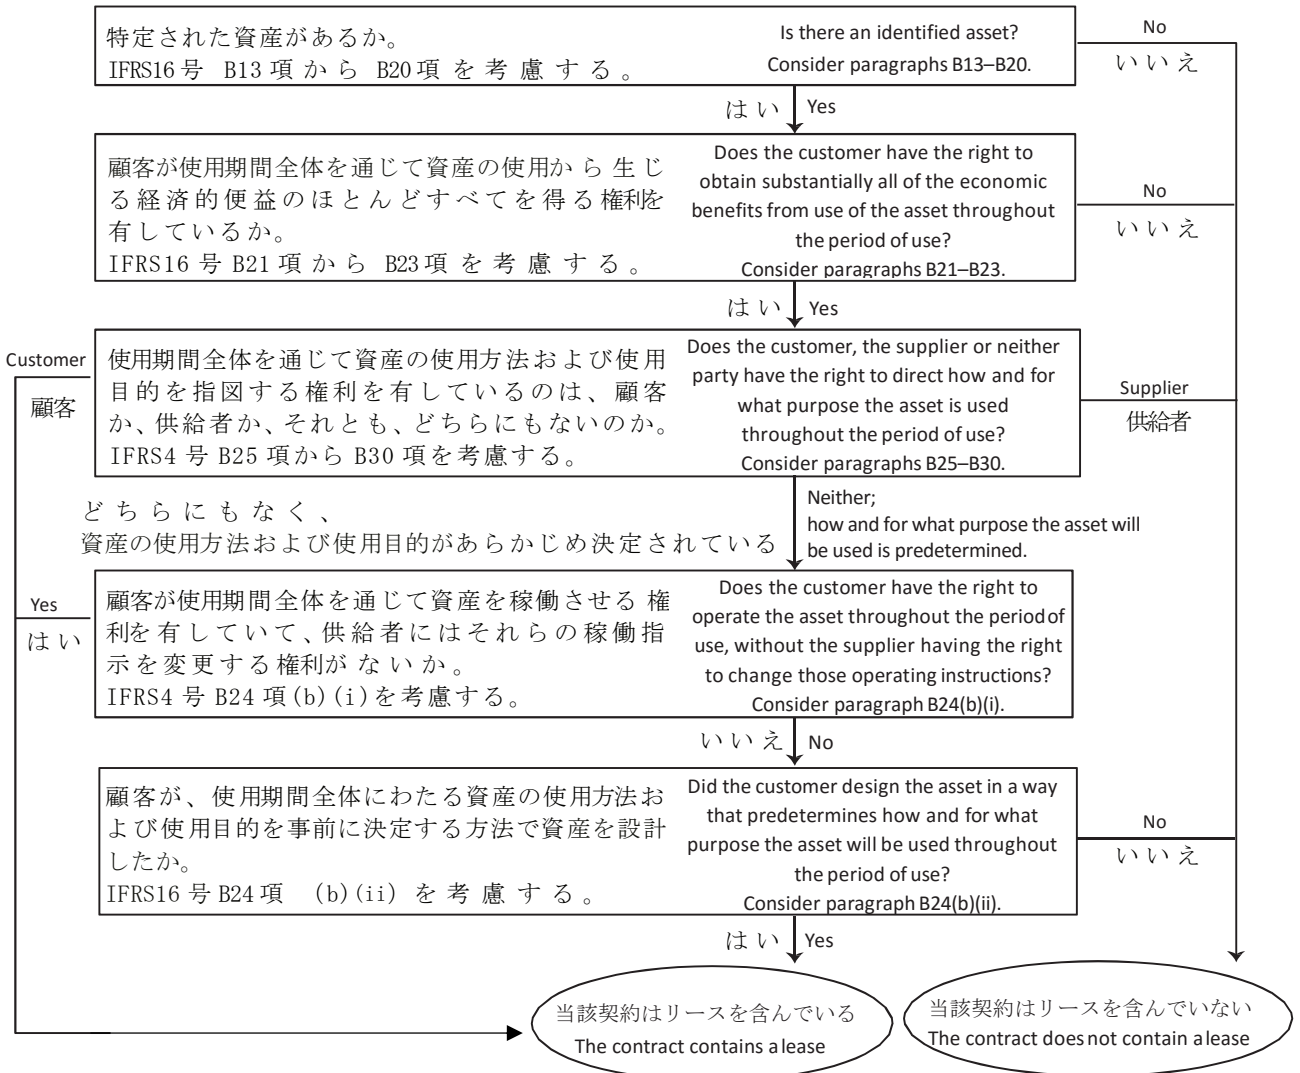 特定された資産があるか。
IFRS16号 B13項から B20項を考慮する。
Is there an identified asset?
Consider paragraphs B13–B20.
No
いいえ
はい Yes
顧客が使用期間全体を通じて資産の使用から生じ
る経済的便益のほとんどすべてを得る権利を
有しているか。
IFRS16号 B21項から B23項を考慮する。
Does the customer have the right to
obtain substantially all of the economic
benefits from use of the asset throughout
the period of use?
Consider paragraphs B21–B23.
No
いいえ
はい Yes
Customer
顧客
使用期間全体を通じて資産の使用方法および使用
目的を指図する権利を有しているのは、顧客
か、供給者か、それとも、どちらにもないのか。
IFRS4号 B25項から B30項を考慮する。
Does the customer, the supplier or neither
party have the right to direct how and for
what purpose the asset is used
throughout the period of use?
Consider paragraphs B25–B30.
Supplier
供給者
どちらにもなく、
資産の使用方法および使用目的があらかじめ決定されている
Neither;
how and for what purpose the asset will
be used is predetermined.
Yes
はい
顧客が使用期間全体を通じて資産を稼働させる権
利を有していて、供給者にはそれらの稼働指
示を変更する権利がないか。
IFRS4号 B24項(b)(i)を考慮する。
Does the customer have the right to
operate the asset throughout the period of
use, without the supplier having the right
to change those operating instructions?
Consider paragraph B24(b)(i).
いいえ No
顧客が、使用期間全体にわたる資産の使用方法お
よび使用目的を事前に決定する方法で資産を設計
したか。
IFRS16号 B24項 (b)(ii) を考慮する。
Did the customer design the asset in a way
that predetermines how and for what
purpose the asset will be used throughout
the period of use?
Consider paragraph B24(b)(ii).
No
いいえ
はい Yes
当該契約はリースを含んでいる
The contract contains a lease
当該契約はリースを含んでいない
The contract does not contain a lease